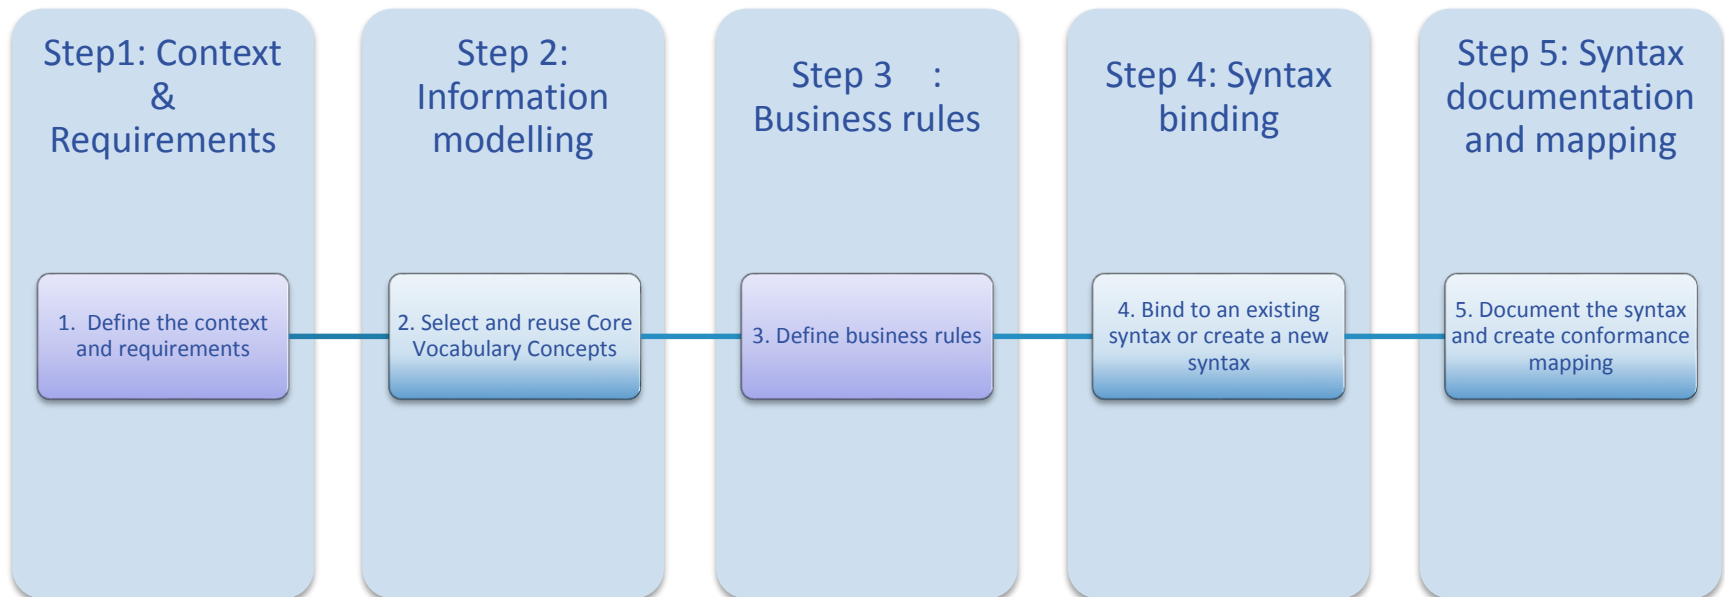 Step1: Context
&
Requirements
Step 2:
Information
modelling
Step 3 :
Business rules
Step 4: Syntax
binding
Step 5: Syntax
documentation
and mapping
1. Define the context
and requirements
2. Select and reuse Core
Vocabulary Concepts
3. Define business rules
4. Bind to an existing
syntax or create a new
syntax
5. Document the syntax
and create conformance
mapping